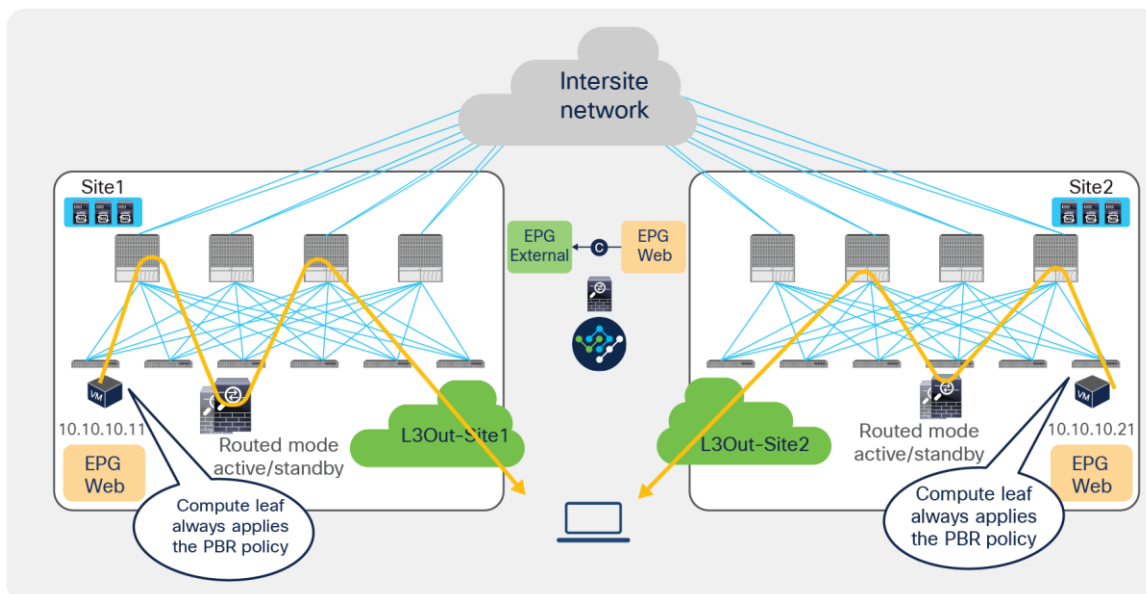 Intersite
network
Site1
Site2
EPG
External
C
EPG
Web
VM
10.10.10.11
EPG
Web
Routed mode
active/standby
L3Out-Site1
Compute leaf
always applies
the PBR policy
L3Out-Site2
Routed mode
active/standby
10.10.10.21
VM
EPG
Web
Compute leaf
always applies
the PBR policy